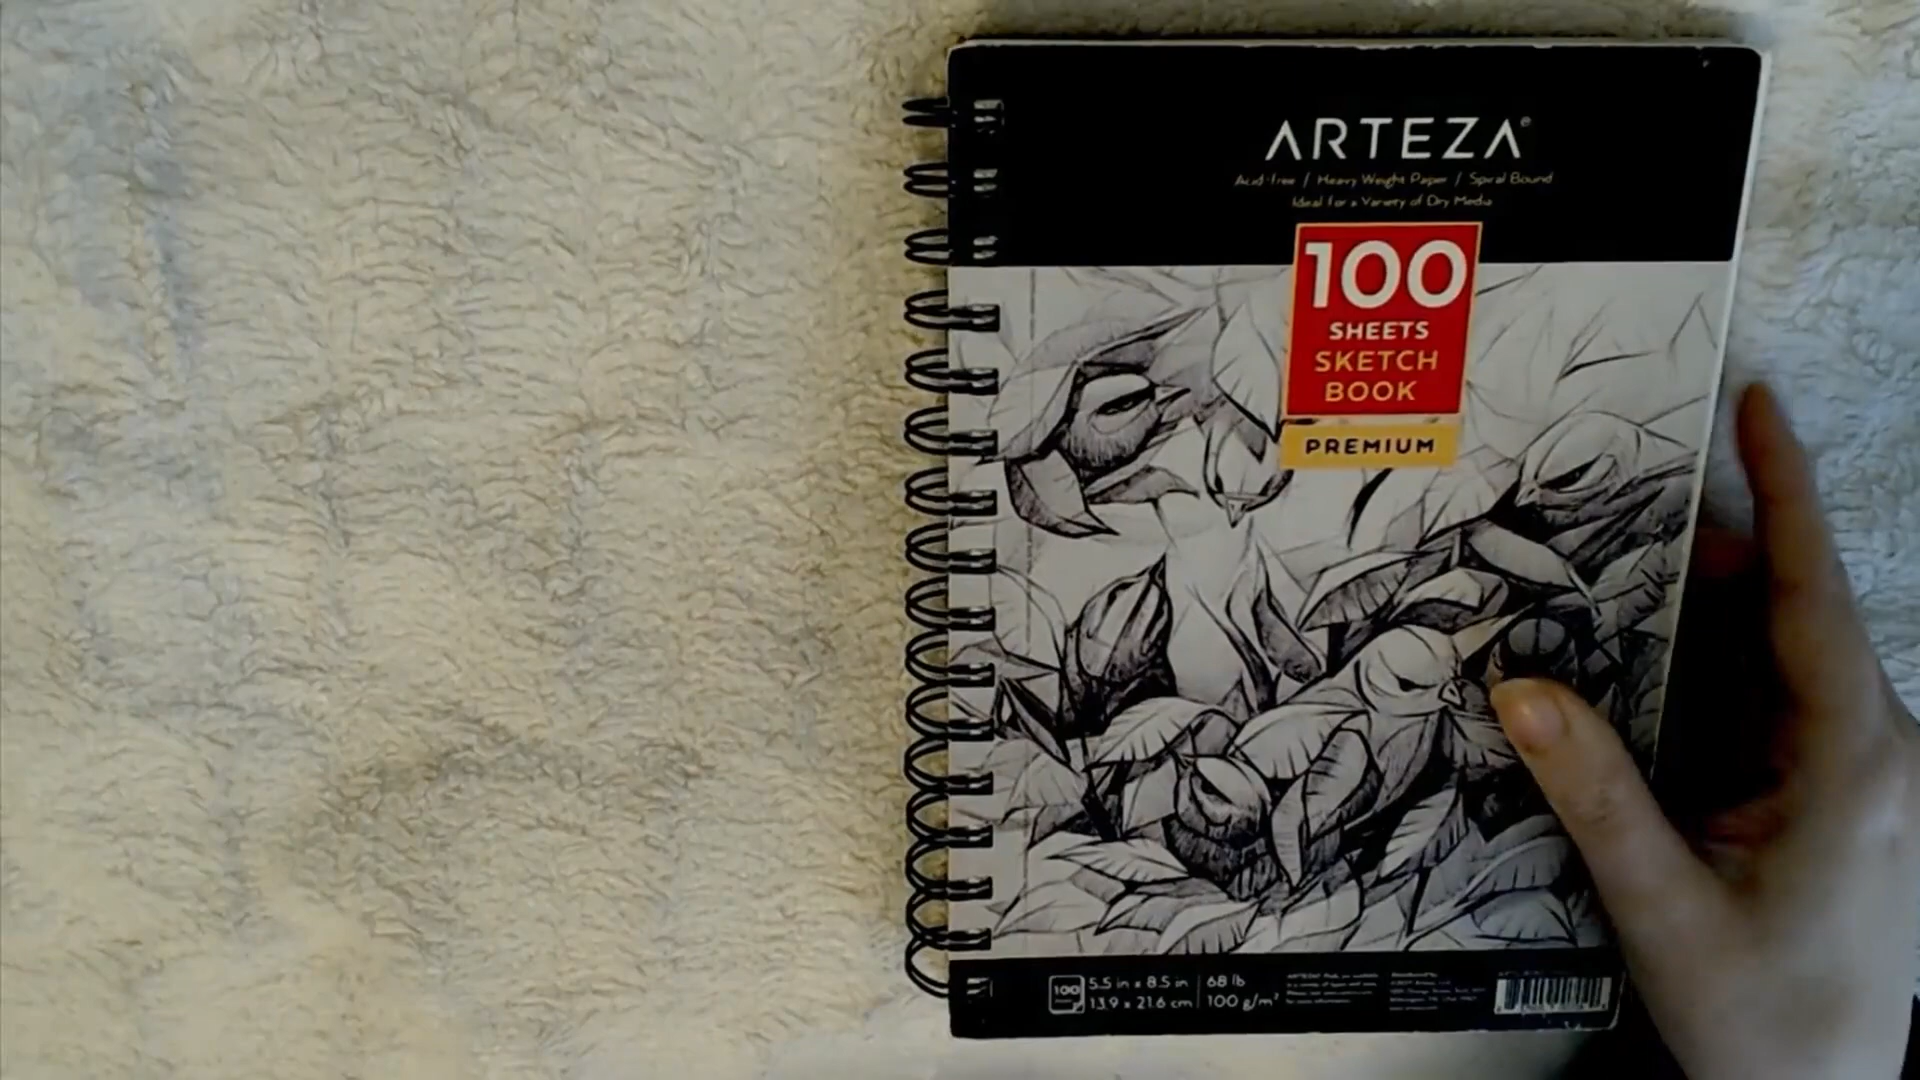 ARTEZA®
Acid-Free / Heavy Weight Paper / Spiral Bound
Ideal for a Variety of Dry Media
100
SHEETS
SKETCH
BOOK
PREMIUM
100
5.5 in x 8.5 in
13.9 x 21.6 cm
68 lb
100 g/m²